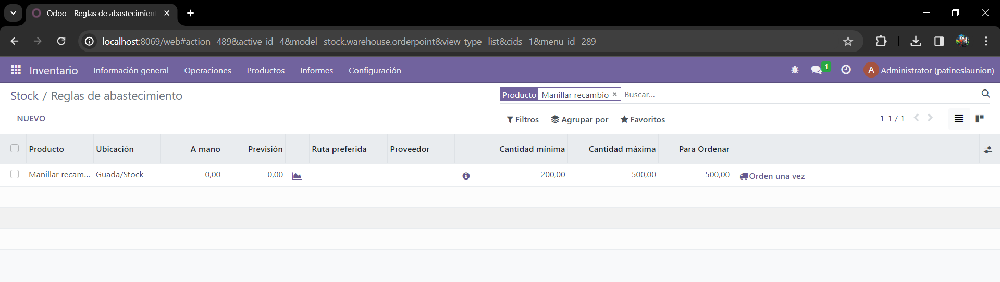 Odoo - Reglas de abastecimien
localhost:8069/web#action=489&active_id=4&model=stock.warehouse.orderpoint&view_type=list&cids=1&menu_id=289
Inventario Información general Operaciones Productos Informes Configuración 1 A Administrator (patineslaunion)
Stock / Reglas de abastecimiento Producto Manillar recambio × Buscar...
NUEVO Filtros Agrupar por Favoritos 1-1 / 1
Producto Ubicación A mano Previsión Ruta preferida Proveedor Cantidad mínima Cantidad máxima Para Ordenar
Manillar recam... Guada/Stock 0,00 0,00 200,00 500,00 500,00 Orden una vez